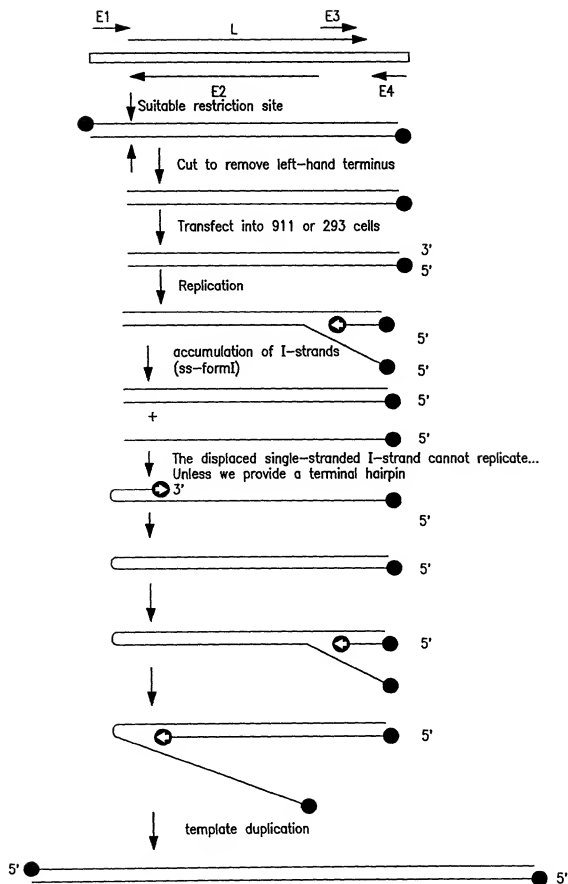 E1
E3
L
E2
E4
Suitable restriction site
Cut to remove left-hand terminus
Transfect into 911 or 293 cells
3'
5'
Replication
5'
5'
accumulation of I-strands
(ss-formI)
5'
+
5'
The displaced single-stranded I-strand cannot replicate...
Unless we provide a terminal hairpin
3'
5'
5'
5'
5'
template duplication
5'
5'